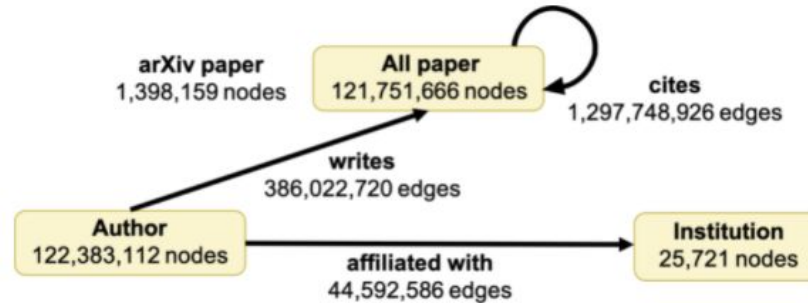 arXiv paper
1,398,159 nodes
All paper
121,751,666 nodes
cites
1,297,748,926 edges
writes
386,022,720 edges
Author
122,383,112 nodes
affiliated with
44,592,586 edges
Institution
25,721 nodes